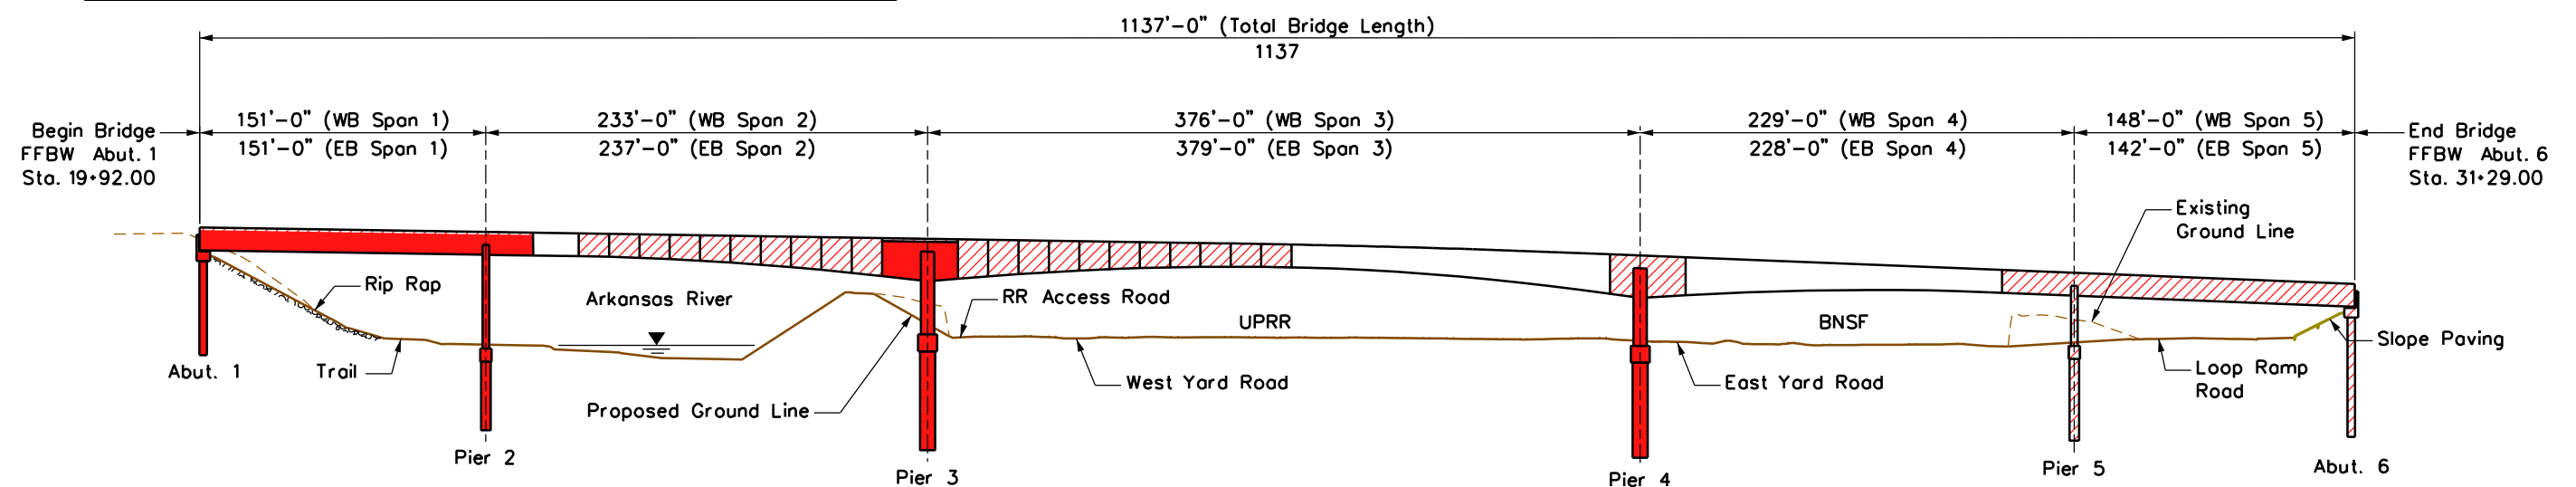 1137'-0" (Total Bridge Length)
1137
Begin Bridge
FFBW Abut. 1
Sta. 19+92.00
151'-0" (WB Span 1)
151'-0" (EB Span 1)
233'-0" (WB Span 2)
237'-0" (EB Span 2)
376'-0" (WB Span 3)
379'-0" (EB Span 3)
229'-0" (WB Span 4)
228'-0" (EB Span 4)
148'-0" (WB Span 5)
142'-0" (EB Span 5)
End Bridge
FFBW Abut. 6
Sta. 31+29.00
Existing
Ground Line
Rip Rap
Arkansas River
RR Access Road
UPRR
BNSF
Slope Paving
Abut. 1
Trail
Proposed Ground Line
West Yard Road
East Yard Road
Loop Ramp
Road
Pier 2
Pier 3
Pier 4
Pier 5
Abut. 6